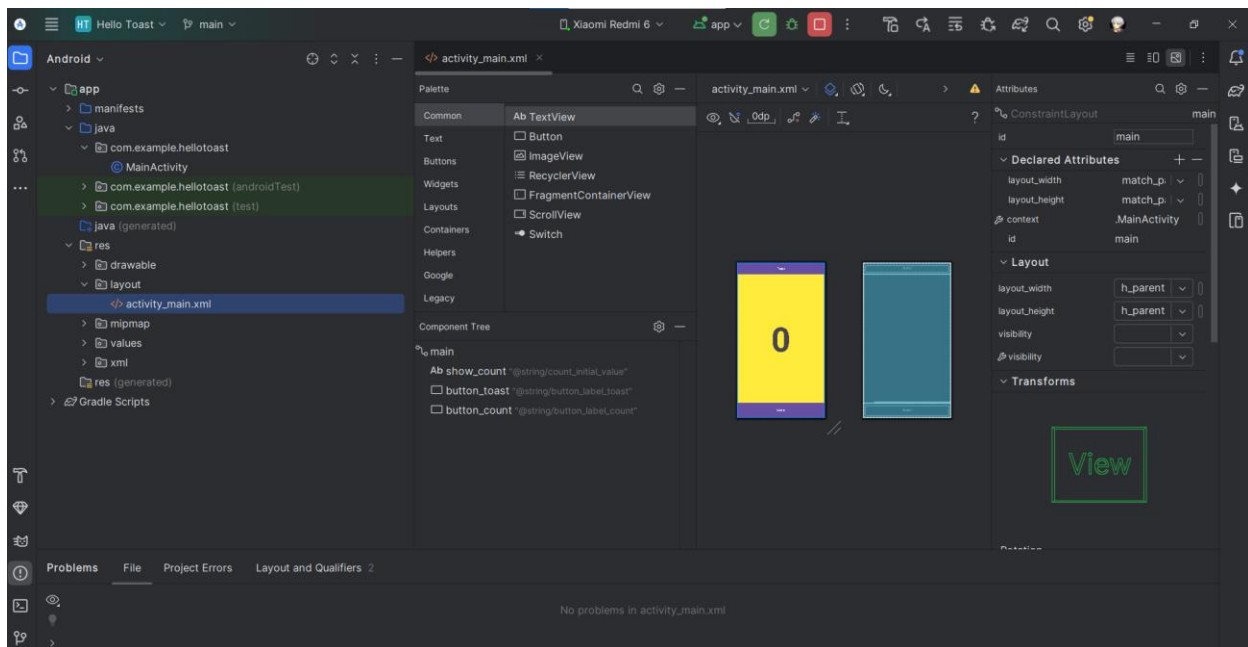 HT Hello Toast main Xiaomi Redmi 6 app
Android
app
manifests
java
com.example.hellotoast
MainActivity
com.example.hellotoast (androidTest)
com.example.hellotoast (test)
java (generated)
res
drawable
layout
activity_main.xml
mipmap
values
xml
res (generated)
Gradle Scripts
activity_main.xml
Palette
Common
Text
Buttons
Widgets
Layouts
Containers
Helpers
Google
Legacy
Ab TextView
Button
ImageView
RecyclerView
FragmentContainerView
ScrollView
Switch
Component Tree
main
Ab show_count "@string/count_initial_value"
button_toast "@string/button_label_toast"
button_count "@string/button_label_count"
activity_main.xml
0dp
0
Attributes
ConstraintLayout main
id main
Declared Attributes
layout_width match_p
layout_height match_p
context .MainActivity
id main
Layout
layout_width h_parent
layout_height h_parent
visibility
visibility
Transforms
View
Rotation
Problems File Project Errors Layout and Qualifiers 2
No problems in activity_main.xml